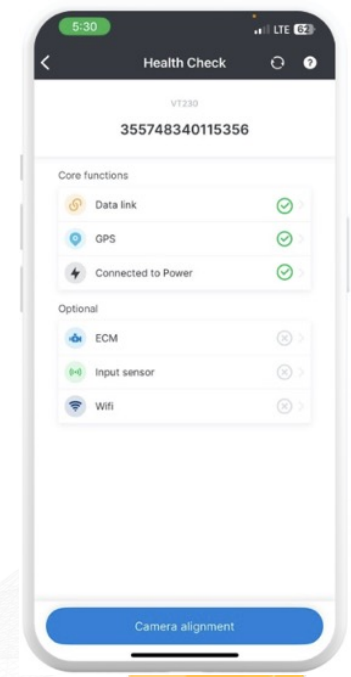 5:30
LTE 62
Health Check
VT230
355748340115356
Core functions
Data link
GPS
Connected to Power
Optional
ECM
Input sensor
Wifi
Camera alignment